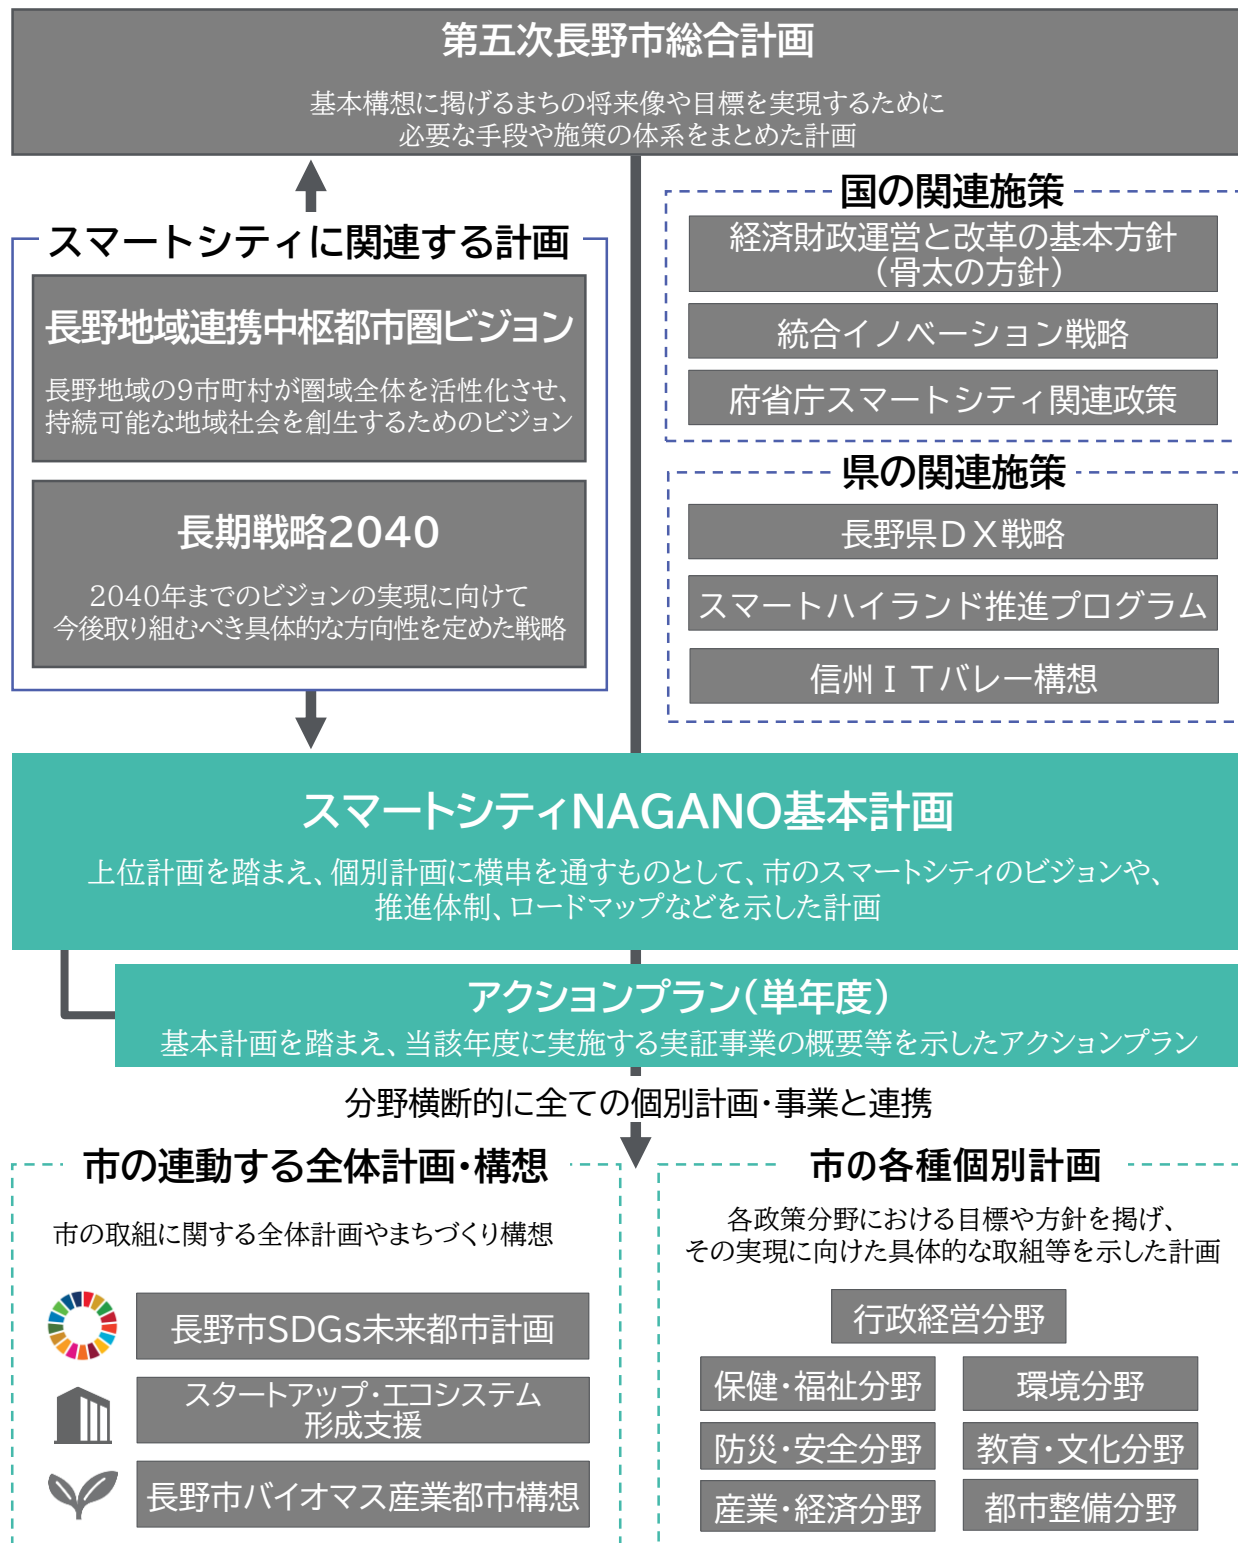 第五次長野市総合計画
基本構想に掲げるまちの将来像や目標を実現するために
必要な手段や施策の体系をまとめた計画
スマートシティに関連する計画
長野地域連携中枢都市圏ビジョン
長野地域の9市町村が圏域全体を活性化させ、
持続可能な地域社会を創生するためのビジョン
長期戦略2040
2040年までのビジョンの実現に向けて
今後取り組むべき具体的な方向性を定めた戦略
国の関連施策
経済財政運営と改革の基本方針
（骨太の方針）
統合イノベーション戦略
府省庁スマートシティ関連政策
県の関連施策
長野県ＤＸ戦略
スマートハイランド推進プログラム
信州ＩＴバレー構想
スマートシティNAGANO基本計画
上位計画を踏まえ、個別計画に横串を通すものとして、市のスマートシティのビジョンや、
推進体制、ロードマップなどを示した計画
アクションプラン（単年度）
基本計画を踏まえ、当該年度に実施する実証事業の概要等を示したアクションプラン
分野横断的に全ての個別計画・事業と連携
市の連動する全体計画・構想
市の取組に関する全体計画やまちづくり構想
長野市SDGs未来都市計画
スタートアップ・エコシステム
形成支援
長野市バイオマス産業都市構想
市の各種個別計画
各政策分野における目標や方針を掲げ、
その実現に向けた具体的な取組等を示した計画
行政経営分野
保健・福祉分野
環境分野
防災・安全分野
教育・文化分野
産業・経済分野
都市整備分野